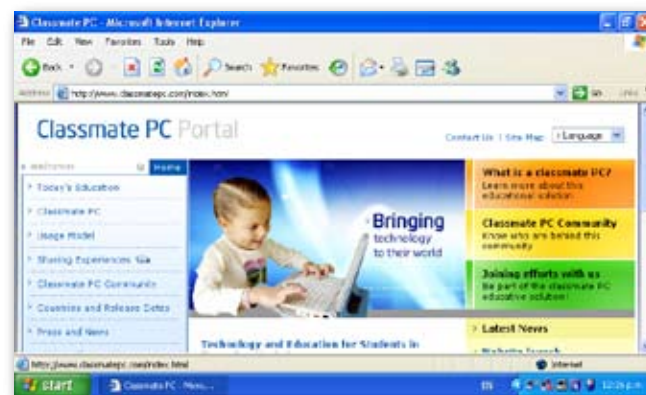 Classmate PC - Microsoft Internet Explorer
File Edit View Favorites Tools Help
Back Search Favorites
Address http://www.classmatepc.com/index.html Go Links
Classmate PC Portal
Contact Us | Site Map Language
Home
Today's Education
Classmate PC
Usage Model
Sharing Experiences
Classmate PC Community
Countries and Release Dates
Press and News
Bringing
technology
to their world
Technology and Education for Students in
What is a classmate PC?
Learn more about this
educational solution
Classmate PC Community
Know who are behind this
community
Joining efforts with us
Be part of the classmate PC
educative solution!
Latest News
http://www.classmatepc.com/index.html Internet
start Classmate PC - Micro... EN 12:26 p.m.